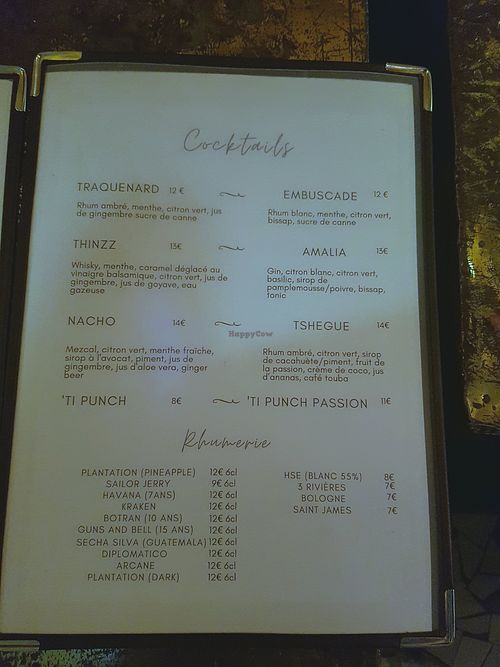 Cocktails
TRAQUENARD 12 €
Rhum ambré, menthe, citron vert, jus
de gingembre sucre de canne
EMBUSCADE 12 €
Rhum blanc, menthe, citron vert,
bissap, sucre de canne
THINZZ 13€
Whisky, menthe, caramel déglacé au
vinaigre balsamique, citron vert, jus de
gingembre, jus de goyave, eau
gazeuse
AMALIA 13€
Gin, citron blanc, citron vert,
basilic, sirop de
pamplemousse/poivre, bissap,
tonic
NACHO 14€
Mezcal, citron vert, menthe fraîche,
sirop à l'avocat, piment, jus de
gingembre, jus d'aloe vera, ginger
beer
TSHEGUE 14€
Rhum ambré, citron vert, sirop
de cacahuète/piment, fruit de
la passion, crème de coco, jus
d'ananas, café touba
HappyCow
'TI PUNCH 8€
'TI PUNCH PASSION 11€
Rhumerie
PLANTATION (PINEAPPLE) 12€ 6cl
SAILOR JERRY 9€ 6cl
HAVANA (7ANS) 12€ 6cl
KRAKEN 12€ 6cl
BOTRAN (10 ANS) 12€ 6cl
GUNS AND BELL (15 ANS) 12€ 6cl
SECHA SILVA (GUATEMALA) 12€ 6cl
DIPLOMATICO 12€ 6cl
ARCANE 12€ 6cl
PLANTATION (DARK) 12€ 6cl
HSE (BLANC 55%) 8€
3 RIVIÈRES 7€
BOLOGNE 7€
SAINT JAMES 7€